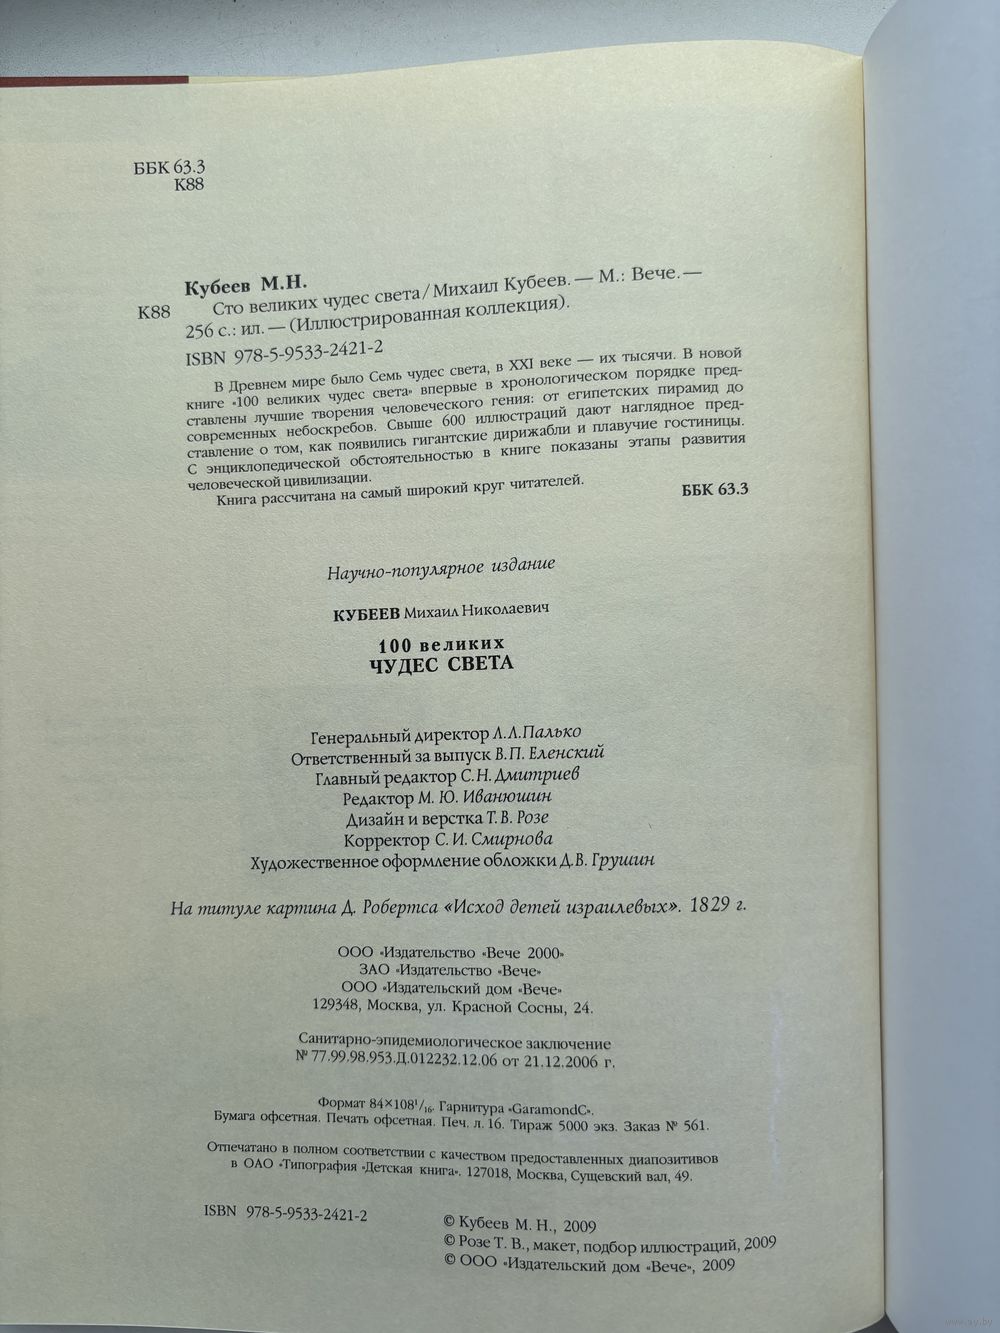 ББК 63.3
К88
Кубеев М.Н.
К88 Сто великих чудес света / Михаил Кубеев. — М.: Вече. —
256 с.: ил. — (Иллюстрированная коллекция).
ISBN 978-5-9533-2421-2
В Древнем мире было Семь чудес света, в XXI веке — их тысячи. В новой
книге «100 великих чудес света» впервые в хронологическом порядке пред-
ставлены лучшие творения человеческого гения: от египетских пирамид до
современных небоскребов. Свыше 600 иллюстраций дают наглядное пред-
ставление о том, как появились гигантские дирижабли и плавучие гостиницы.
С энциклопедической обстоятельностью в книге показаны этапы развития
человеческой цивилизации.
Книга рассчитана на самый широкий круг читателей.
ББК 63.3
Научно-популярное издание
КУБЕЕВ Михаил Николаевич
100 великих
ЧУДЕС СВЕТА
Генеральный директор Л.Л.Палько
Ответственный за выпуск В.П. Еленский
Главный редактор С.Н. Дмитриев
Редактор М. Ю. Иванюшин
Дизайн и верстка Т. В. Розе
Корректор С. И. Смирнова
Художественное оформление обложки Д.В. Грушин
На титуле картина Д. Робертса «Исход детей израилевых». 1829 г.
ООО «Издательство «Вече 2000»
ЗАО «Издательство «Вече»
ООО «Издательский дом «Вече»
129348, Москва, ул. Красной Сосны, 24.
Санитарно-эпидемиологическое заключение
№ 77.99.98.953.Д.012232.12.06 от 21.12.2006 г.
Формат 84×108 1/16. Гарнитура «GaramondC».
Бумага офсетная. Печать офсетная. Печ. л. 16. Тираж 5000 экз. Заказ № 561.
Отпечатано в полном соответствии с качеством предоставленных диапозитивов
в ОАО «Типография «Детская книга». 127018, Москва, Сущевский вал, 49.
ISBN 978-5-9533-2421-2
© Кубеев М. Н., 2009
© Розе Т. В., макет, подбор иллюстраций, 2009
© ООО «Издательский дом «Вече», 2009
www.ay.by